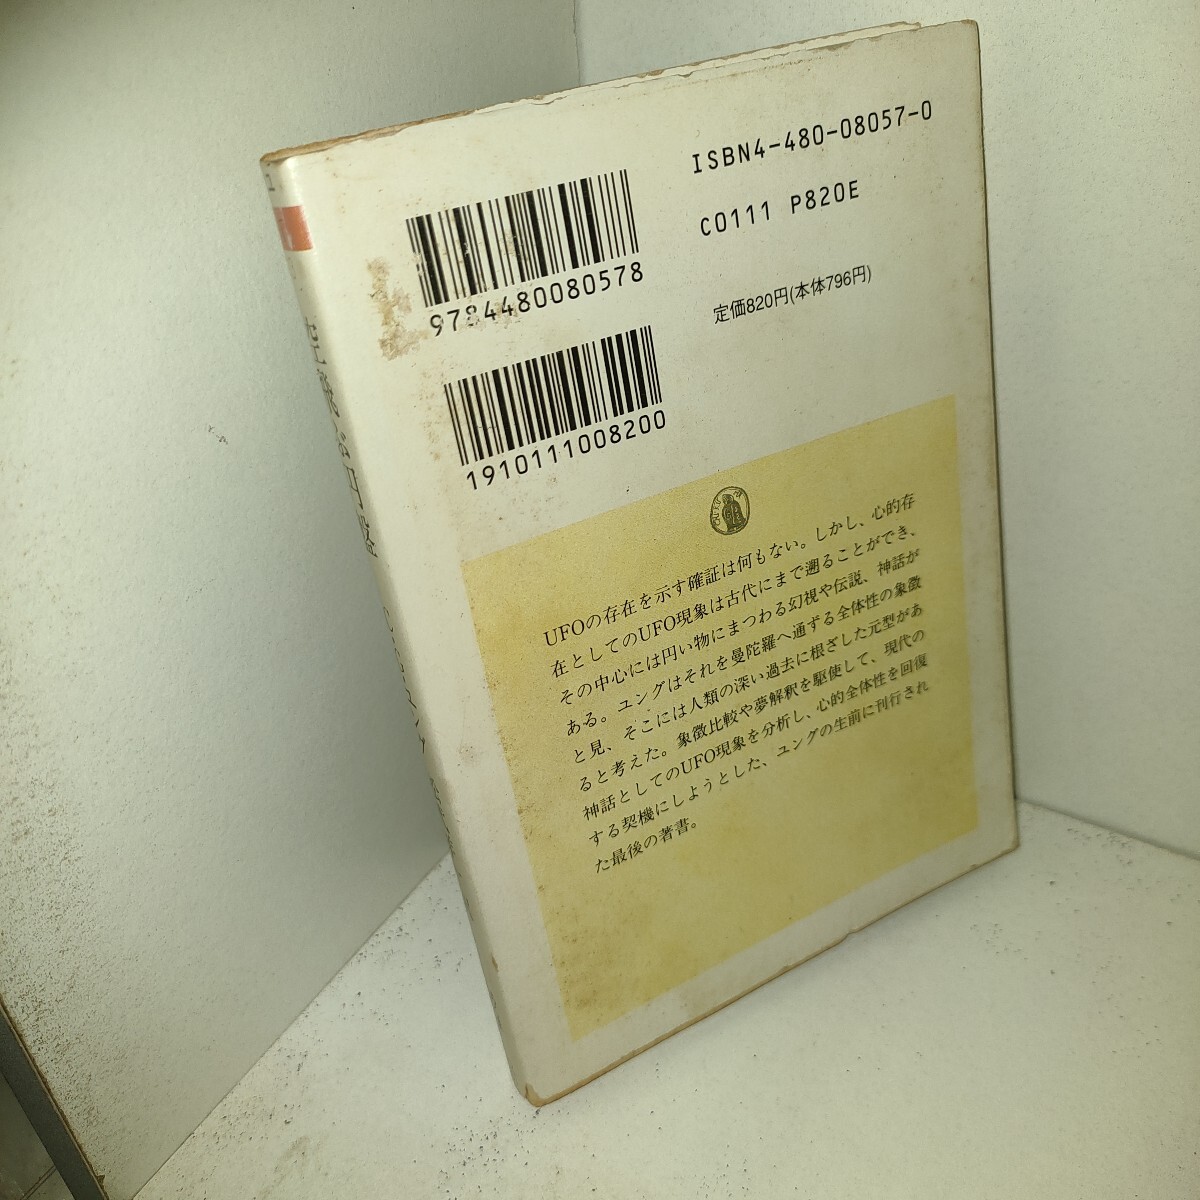 ISBN4-480-08057-0
C0111 P820E
定価820円(本体796円)
9784480080578
1910111008200
UFOの存在を示す確証は何もない。しかし、心的存
在としてのUFO現象は古代にまで遡ることができ、
その中心には円い物にまつわる幻視や伝説、神話が
ある。ユングはそれを曼陀羅へ通ずる全体性の象徴
と見、そこには人類の深い過去に根ざした元型があ
ると考えた。象徴比較や夢解釈を駆使して、現代の
神話としてのUFO現象を分析し、心的全体性を回復
する契機にしようとした、ユングの生前に刊行され
た最後の著書。
空飛ぶ円盤